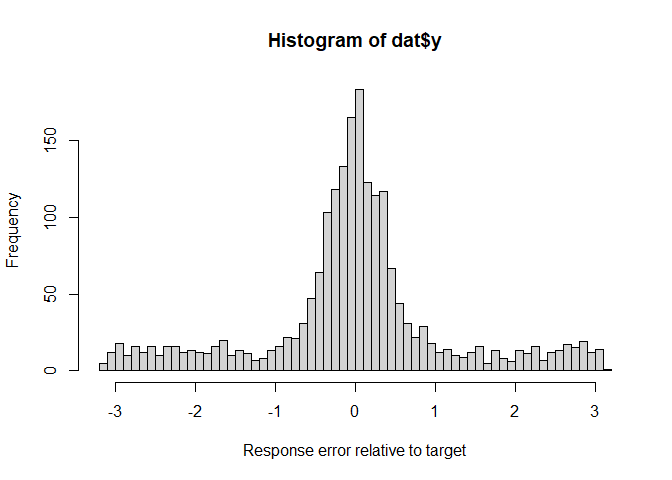 Histogram of dat$y
Frequency
150
100
50
0
-3 -2 -1 0 1 2 3
Response error relative to target